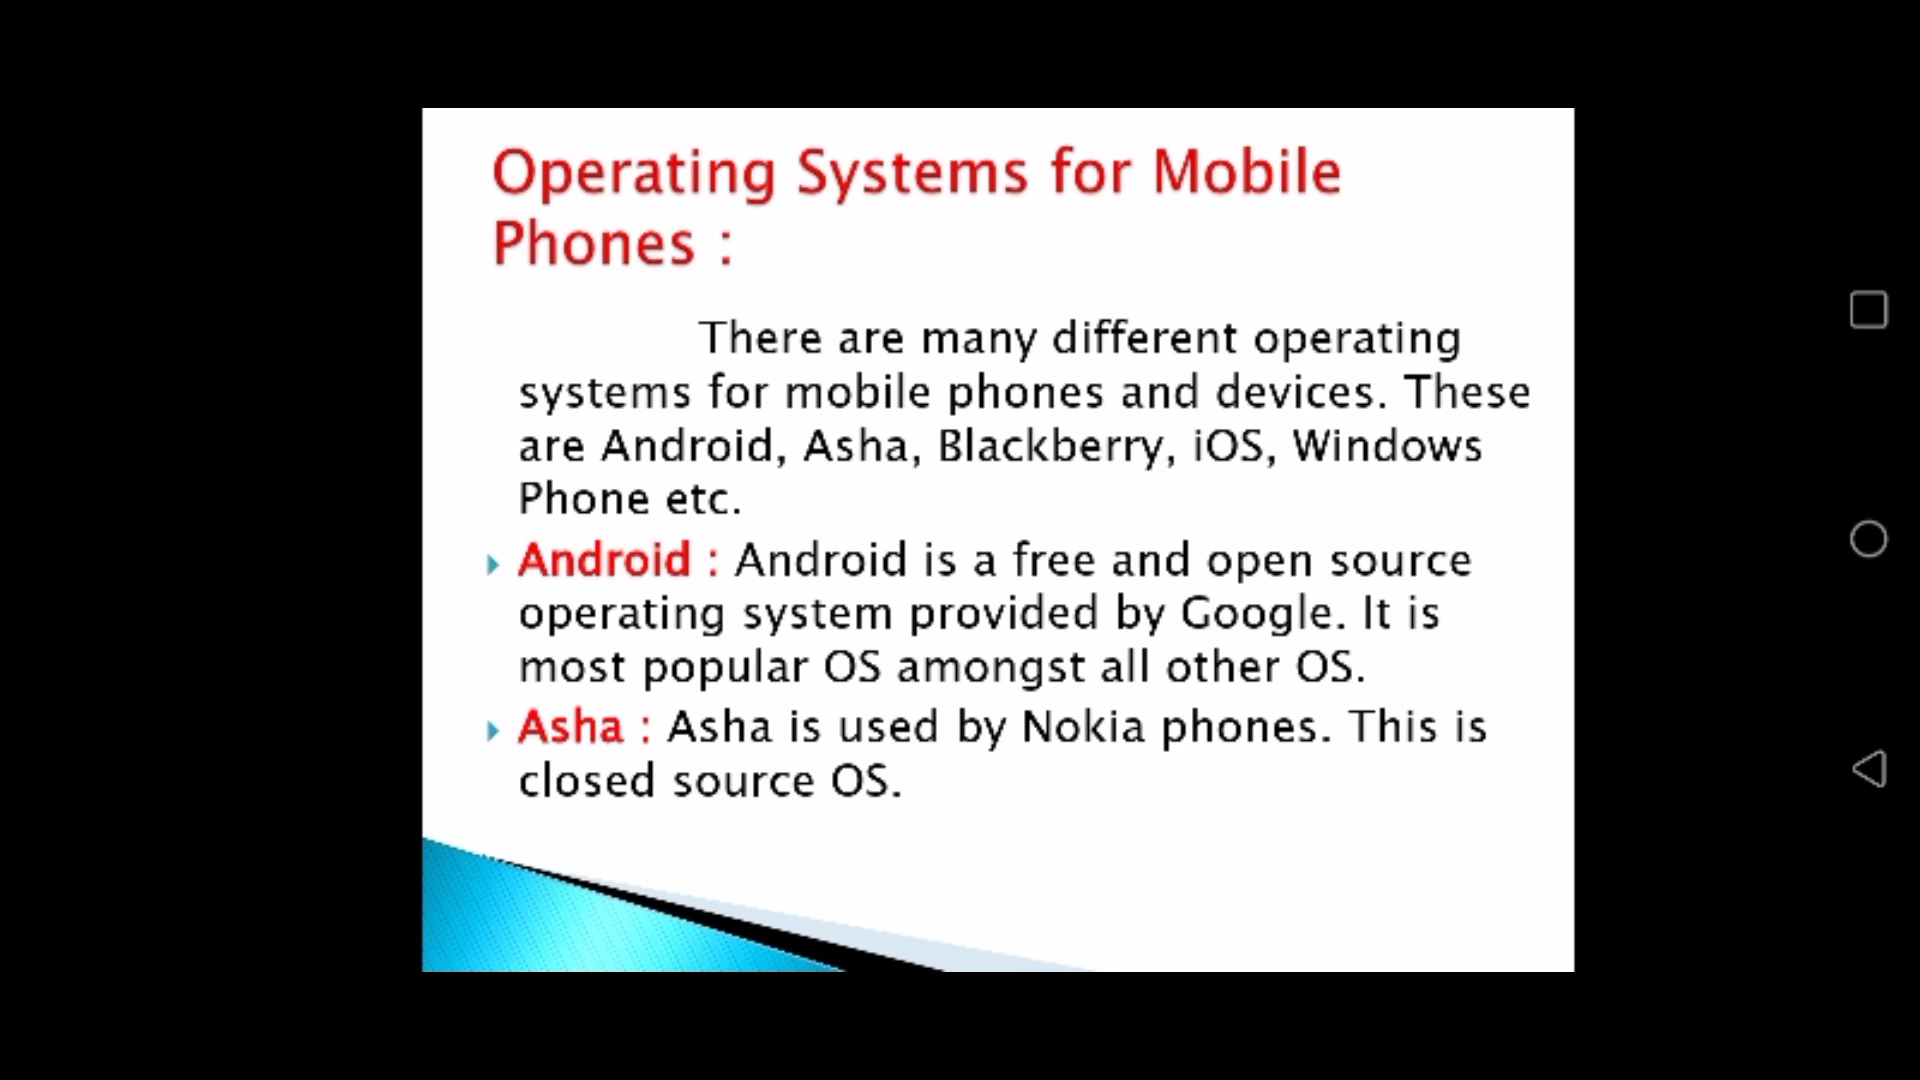 Operating Systems for Mobile
Phones :
There are many different operating
systems for mobile phones and devices. These
are Android, Asha, Blackberry, iOS, Windows
Phone etc.
Android : Android is a free and open source
operating system provided by Google. It is
most popular OS amongst all other OS.
Asha : Asha is used by Nokia phones. This is
closed source OS.